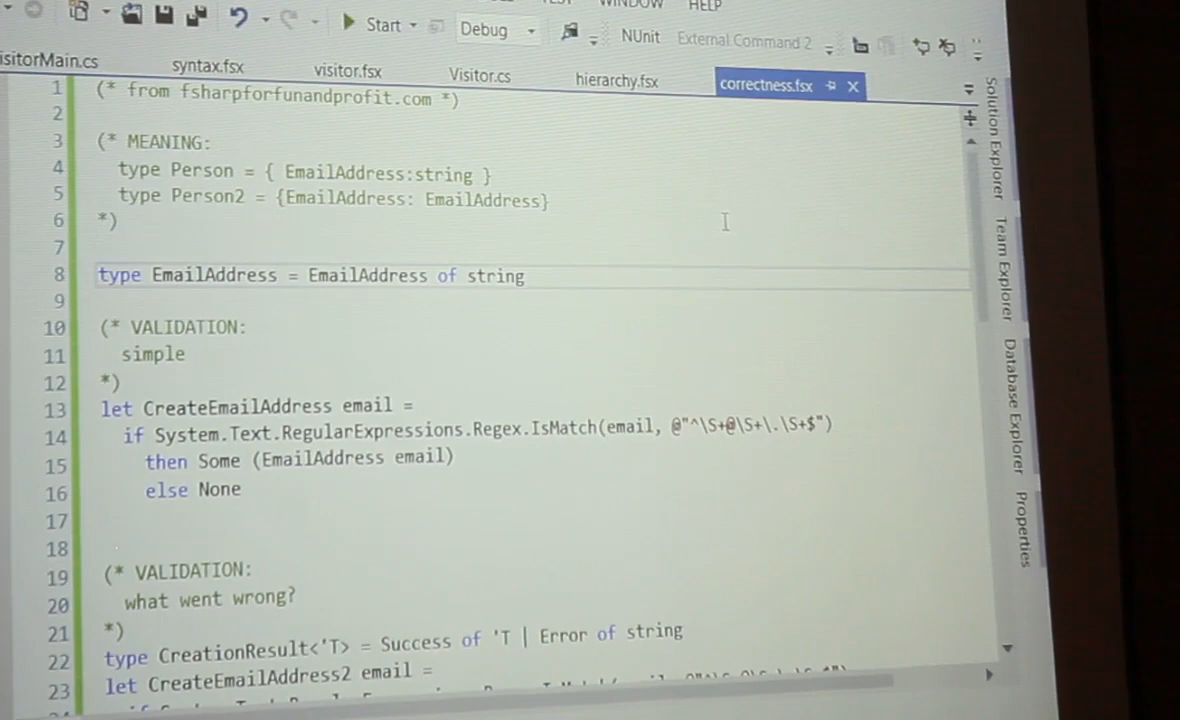 WINDOW HELP
Start Debug NUnit External Command 2
isitorMain.cs syntax.fsx visitor.fsx Visitor.cs hierarchy.fsx correctness.fsx
1 (* from fsharpforfunandprofit.com *)
2
3 (* MEANING:
4 type Person = { EmailAddress:string }
5 type Person2 = {EmailAddress: EmailAddress}
6 *)
7
8 type EmailAddress = EmailAddress of string
9
10 (* VALIDATION:
11 simple
12 *)
13 let CreateEmailAddress email =
14 if System.Text.RegularExpressions.Regex.IsMatch(email, @"^\S+@\S+\.\S+$")
15 then Some (EmailAddress email)
16 else None
17
18
19 (* VALIDATION:
20 what went wrong?
21 *)
22 type CreationResult<'T> = Success of 'T | Error of string
23 let CreateEmailAddress2 email =
Solution Explorer
Team Explorer
Database Explorer
Properties